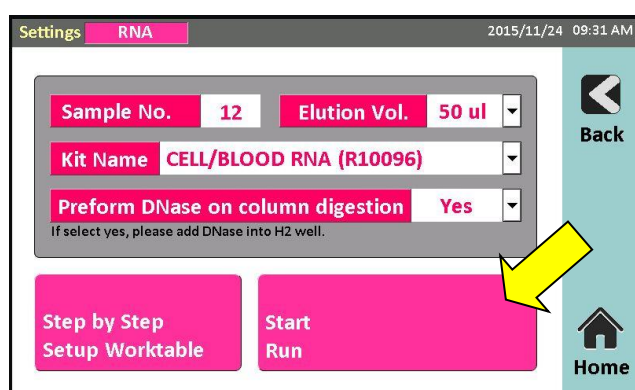 Settings RNA 2015/11/24 09:31 AM
Sample No. 12 Elution Vol. 50 ul
Back
Kit Name CELL/BLOOD RNA (R10096)
Preform DNase on column digestion Yes
If select yes, please add DNase into H2 well.
Step by Step
Setup Worktable
Start
Run
Home